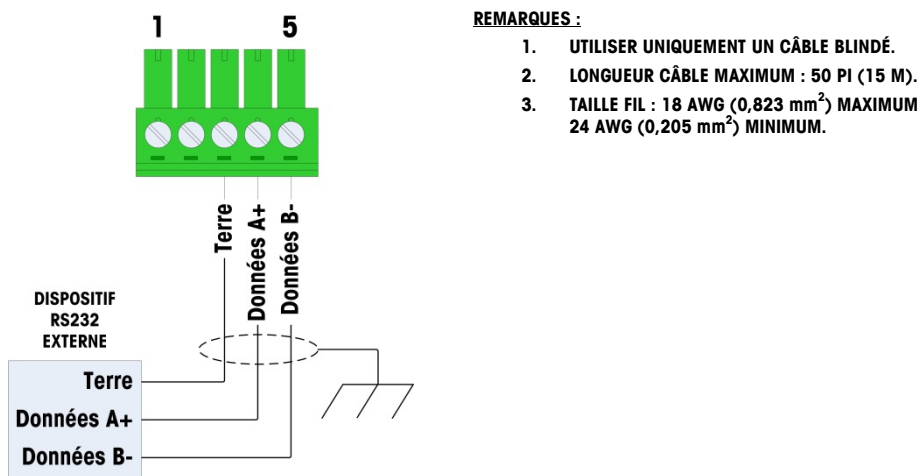 1 5
Terre
Données A+
Données B-
DISPOSITIF
RS232
EXTERNE
Terre
Données A+
Données B-
REMARQUES :
1. UTILISER UNIQUEMENT UN CÂBLE BLINDÉ.
2. LONGUEUR CÂBLE MAXIMUM : 50 PI (15 M).
3. TAILLE FIL : 18 AWG (0,823 mm²) MAXIMUM
24 AWG (0,205 mm²) MINIMUM.